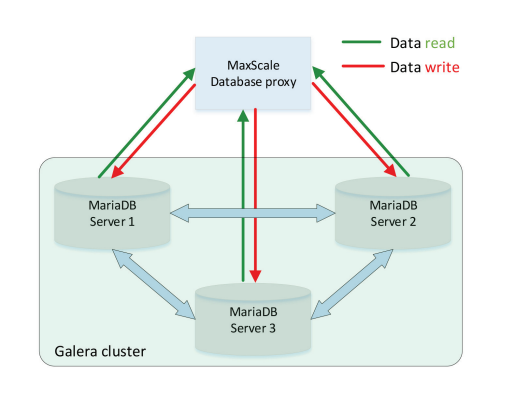 MaxScale
Database proxy
Data read
Data write
MariaDB
Server 1
MariaDB
Server 2
MariaDB
Server 3
Galera cluster